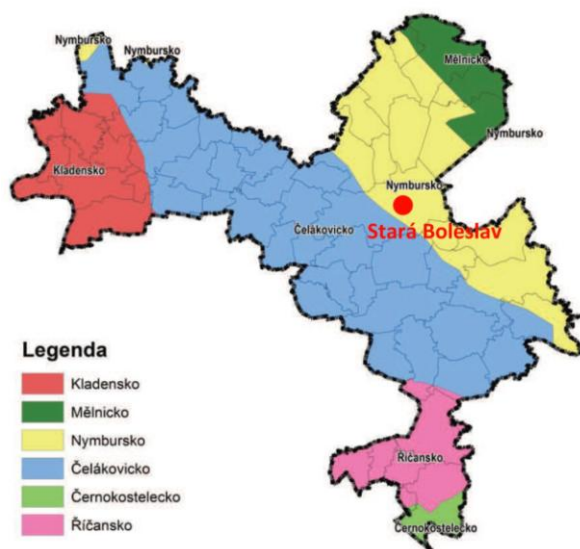 Nymbursko
Nymbursko
Mělnicko
Nymbursko
Kladensko
Nymbursko
Stará Boleslav
Čelákovicko
Legenda
Kladensko
Mělnicko
Nymbursko
Čelákovicko
Černokostelecko
Říčansko
Říčansko
Černokostelecko